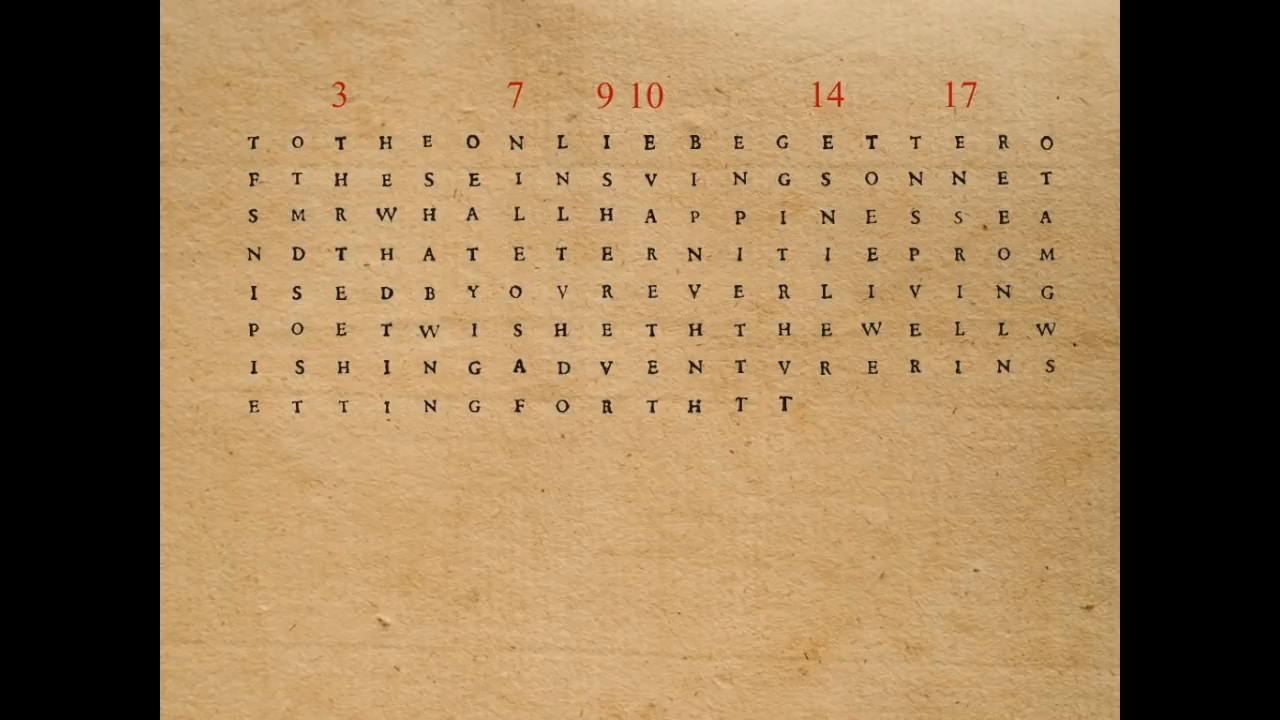 3 7 9 10 14 17
T O T H E O N L I E B E G E T T E R O
F T H E S E I N S V I N G S O N N E T
S M R W H A L L H A P P I N E S S E A
N D T H A T E T E R N I T I E P R O M
I S E D B Y O V R E V E R L I V I N G
P O E T W I S H E T H T H E W E L L W
I S H I N G A D V E N T V R E R I N S
E T T I N G F O R T H T T